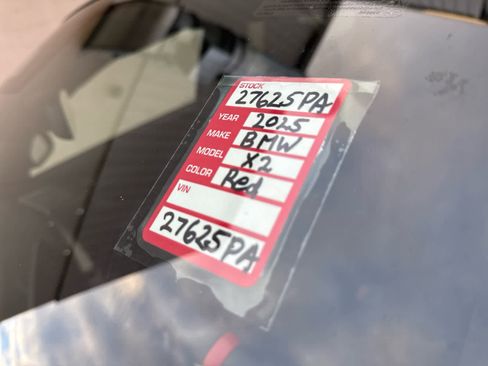 STOCK
27625PA
YEAR 2025
MAKE BMW
MODEL X2
COLOR Red
VIN
27625PA